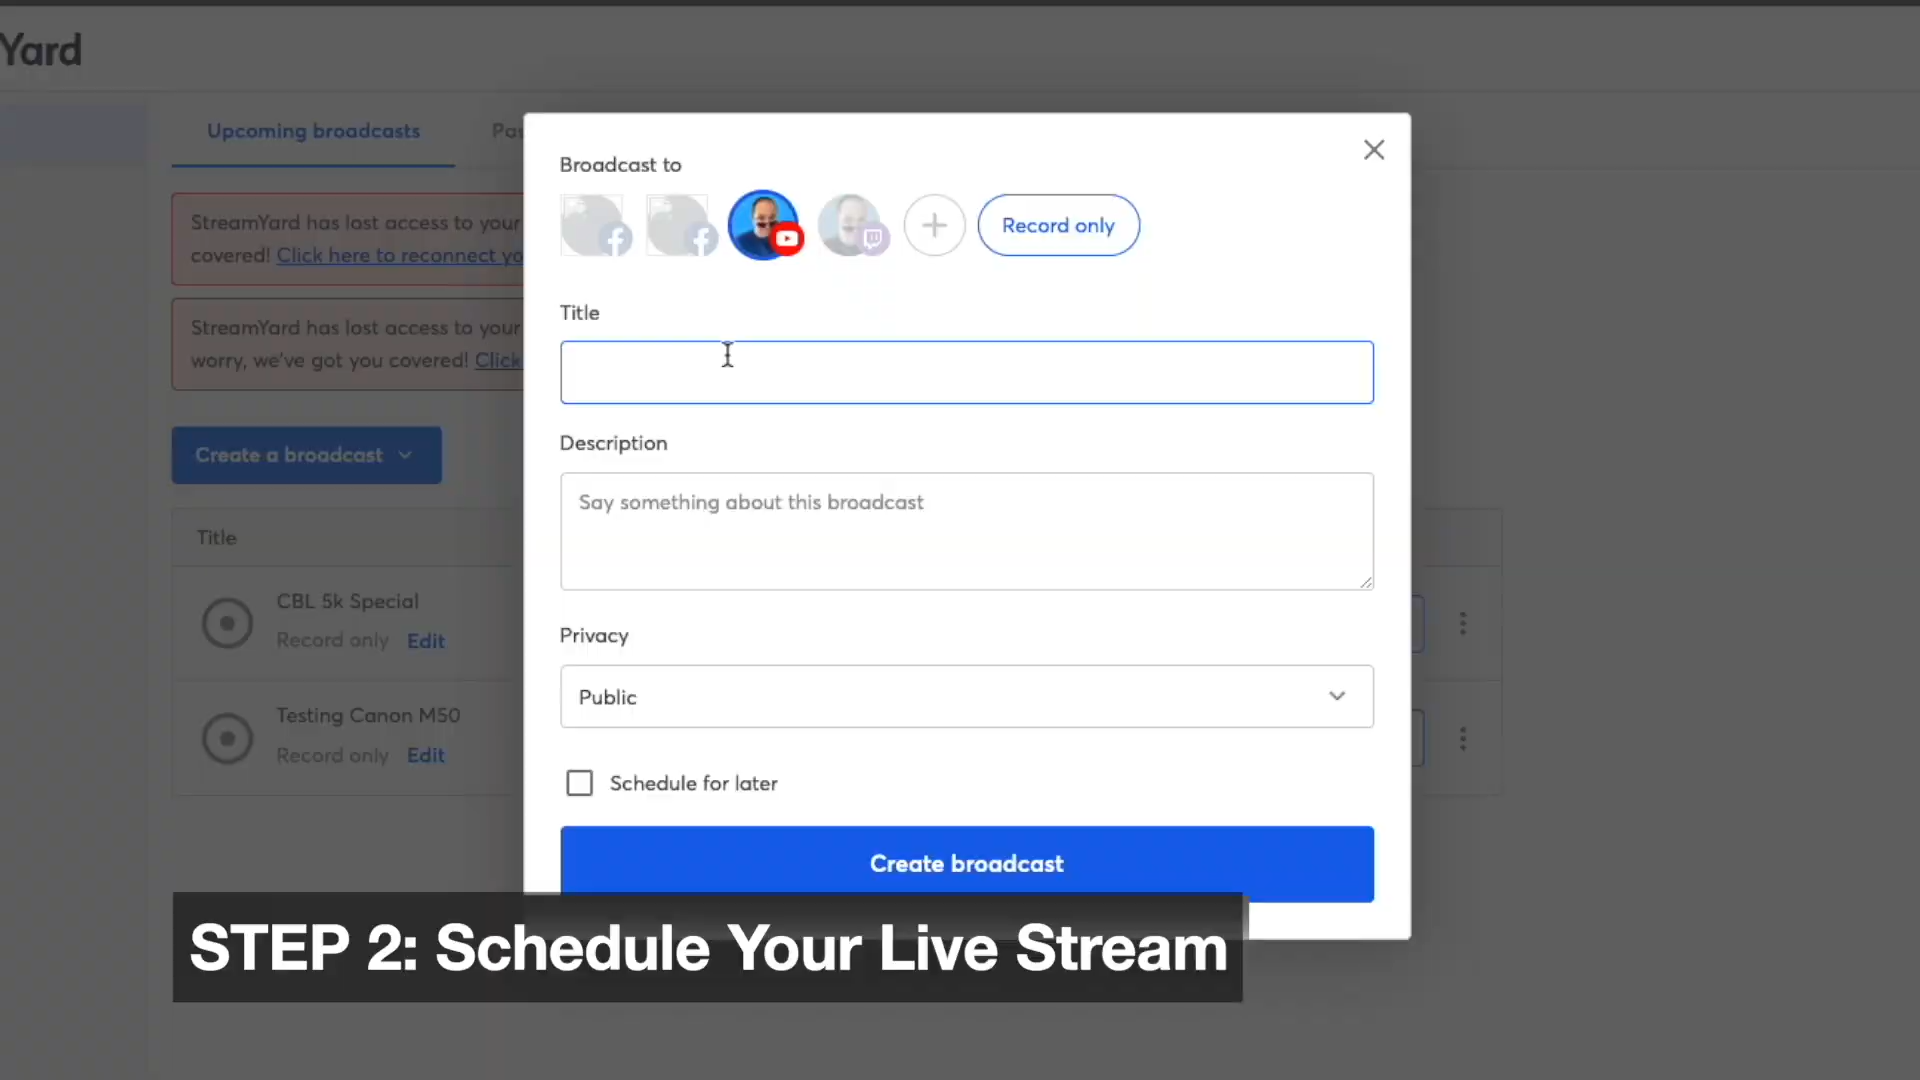 Yard
Upcoming broadcasts
Broadcast to
StreamYard has lost access to your
covered! Click here to reconnect yo
Record only
StreamYard has lost access to your
worry, we've got you covered! Click
Title
Create a broadcast
Description
Say something about this broadcast
Title
CBL 5k Special
Record only Edit
Privacy
Public
Testing Canon M50
Record only Edit
Schedule for later
Create broadcast
STEP 2: Schedule Your Live Stream